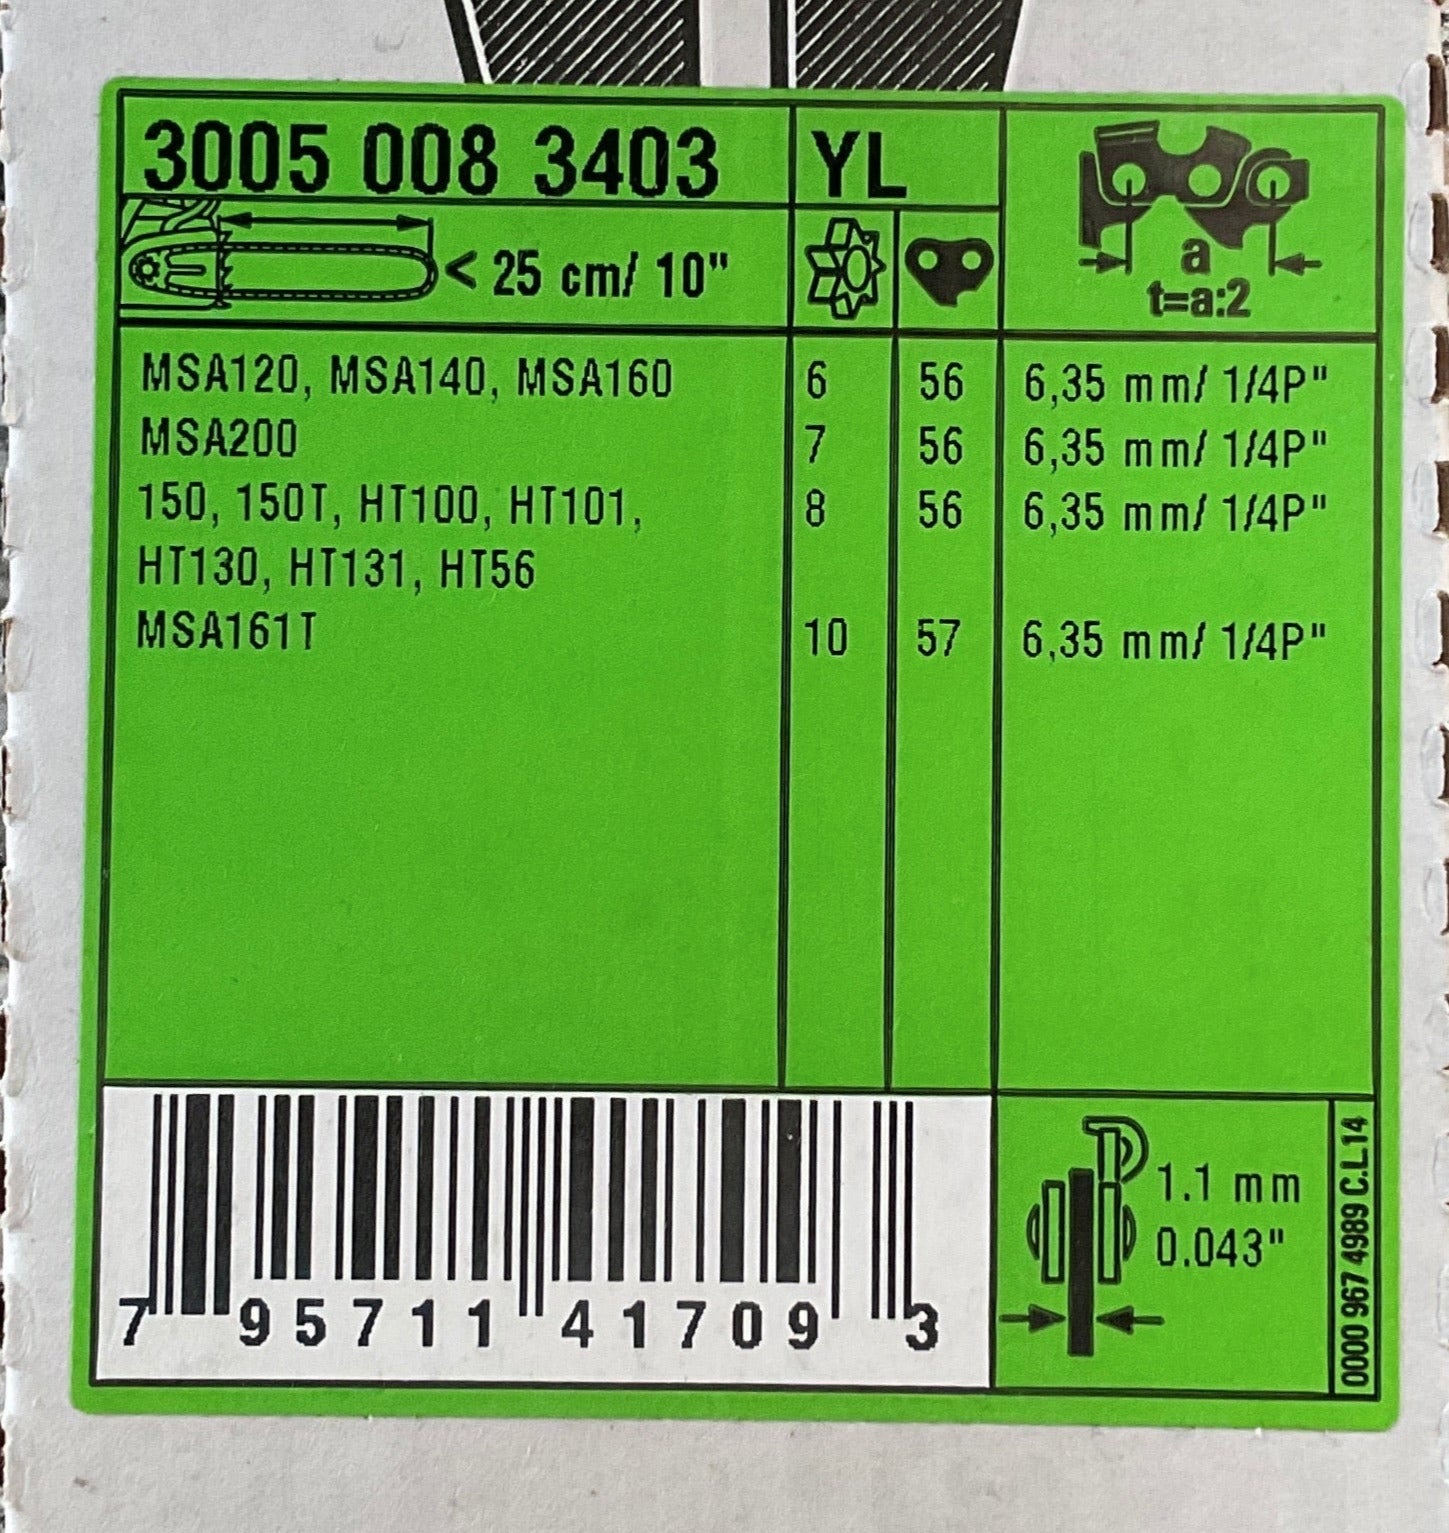 3005 008 3403 YL
< 25 cm/ 10"
a
t=a:2
MSA120, MSA140, MSA160 6 56 6,35 mm/ 1/4P"
MSA200 7 56 6,35 mm/ 1/4P"
150, 150T, HT100, HT101, 8 56 6,35 mm/ 1/4P"
HT130, HT131, HT56
MSA161T 10 57 6,35 mm/ 1/4P"
1.1 mm
0.043"
0000 967 4989 C.L14
7 95711 41709 3